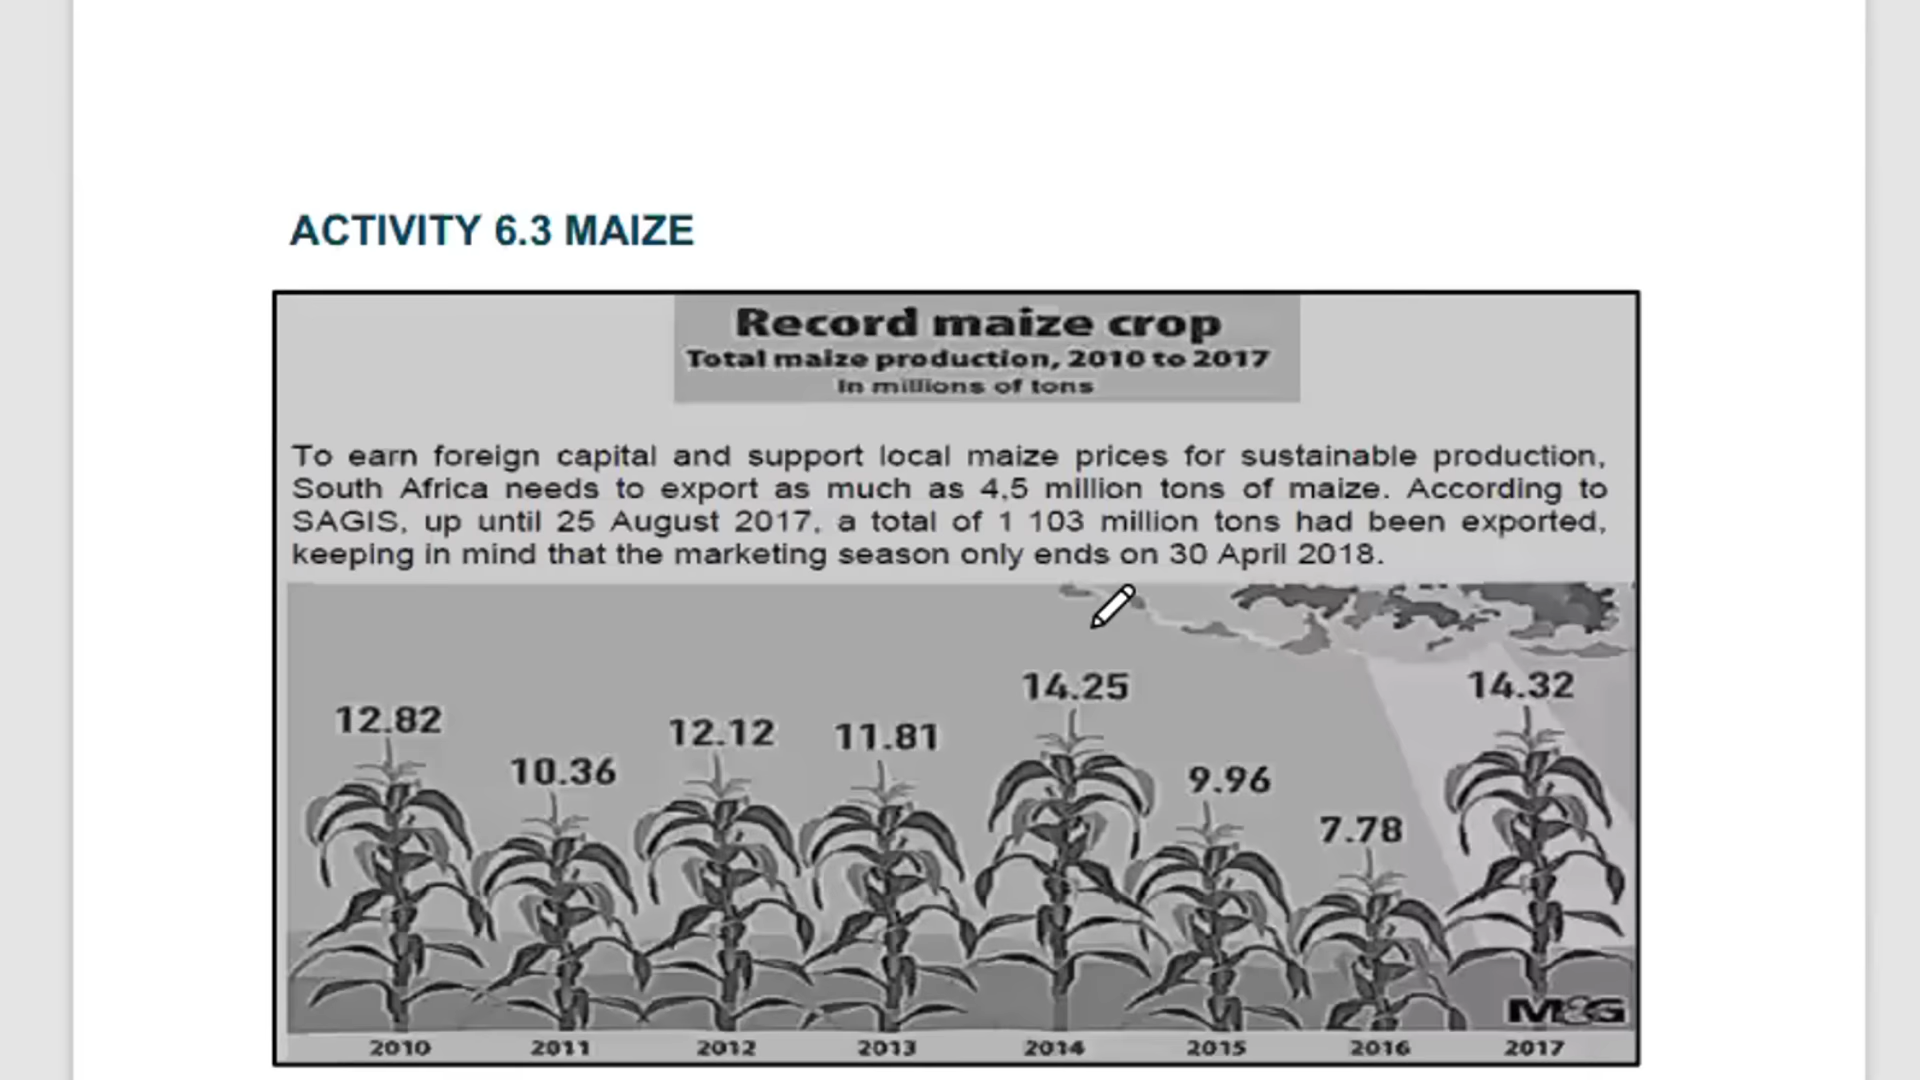 ACTIVITY 6.3 MAIZE
Record maize crop
Total maize production, 2010 to 2017
In millions of tons
To earn foreign capital and support local maize prices for sustainable production,
South Africa needs to export as much as 4,5 million tons of maize. According to
SAGIS, up until 25 August 2017, a total of 1 103 million tons had been exported,
keeping in mind that the marketing season only ends on 30 April 2018.
12.82
10.36
12.12
11.81
14.25
9.96
7.78
14.32
M&G
2010 2011 2012 2013 2014 2015 2016 2017